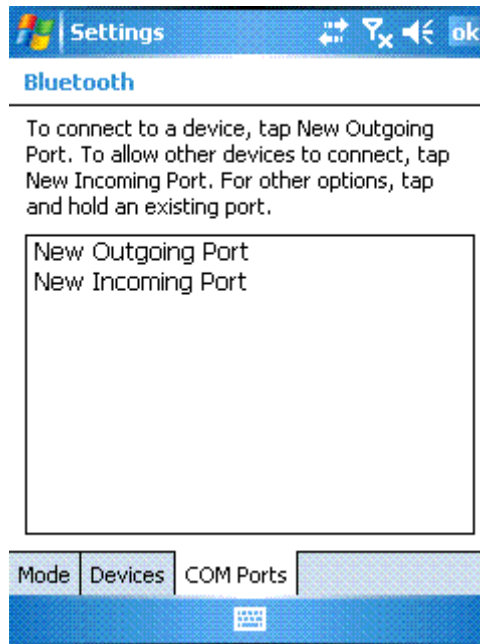 Settings
ok
Bluetooth
To connect to a device, tap New Outgoing
Port. To allow other devices to connect, tap
New Incoming Port. For other options, tap
and hold an existing port.
New Outgoing Port
New Incoming Port
Mode Devices COM Ports